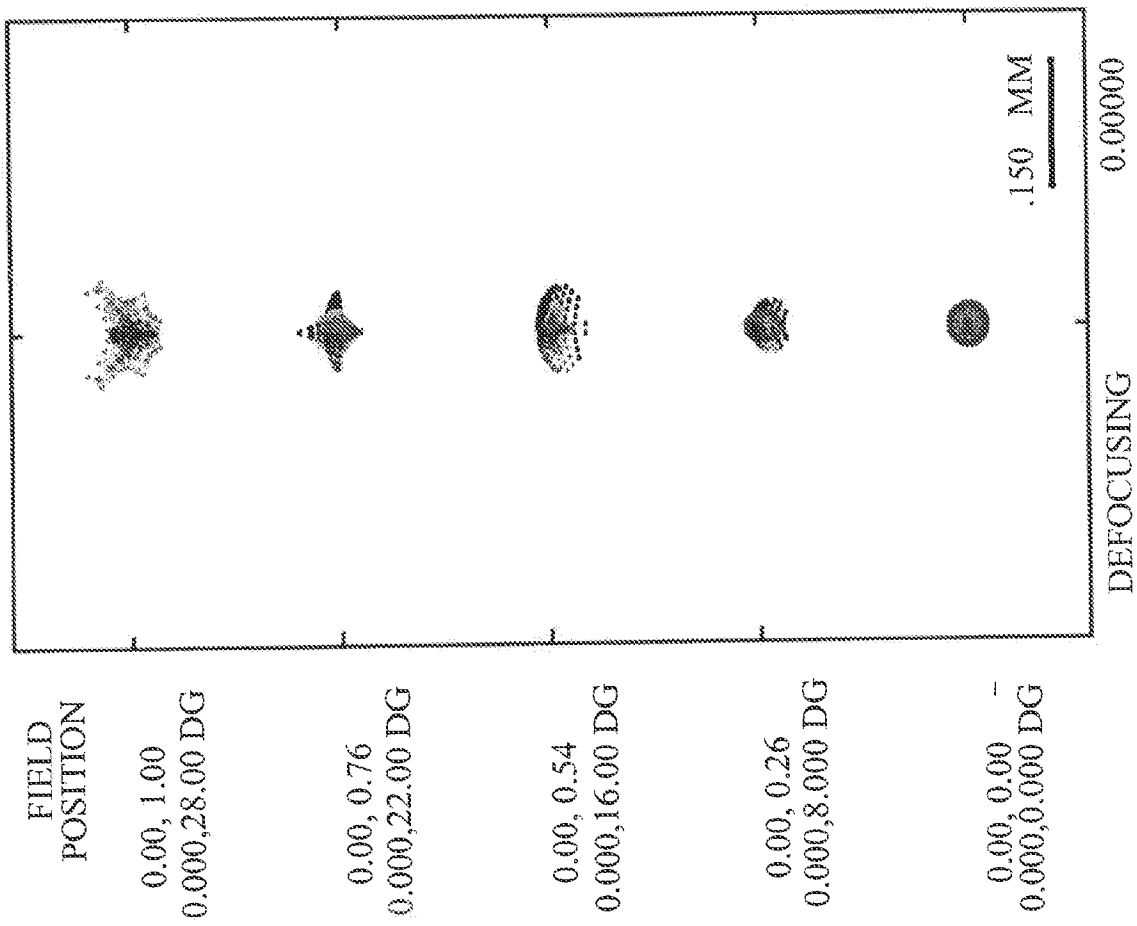 FIELD
POSITION
0.00, 1.00
0.000,28.00 DG
0.00, 0.76
0.000,22.00 DG
0.00, 0.54
0.000,16.00 DG
0.00, 0.26
0.000,8.000 DG
0.00, 0.00
0.000,0.000 DG
.150 MM
DEFOCUSING
0.00000